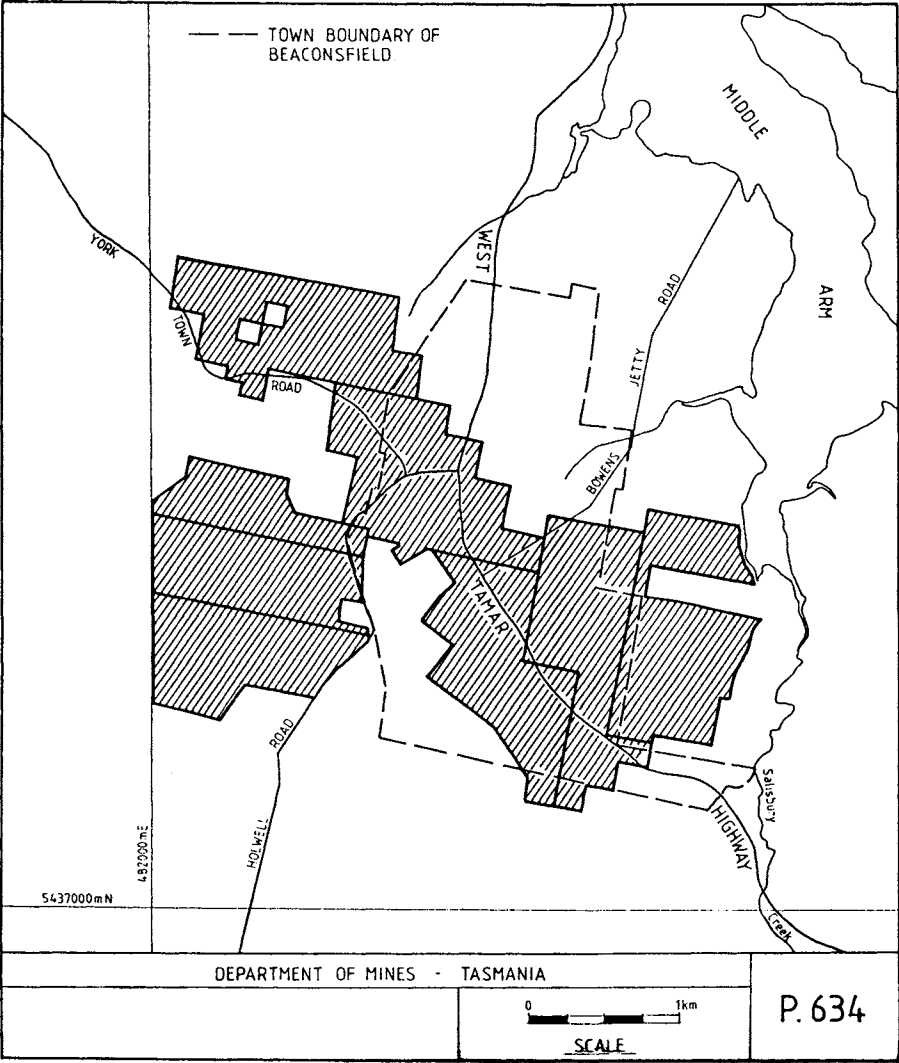 TOWN BOUNDARY OF
BEACONSFIELD
MIDDLE
ARM
YORK
TOWN
ROAD
WEST
TAMAR
HIGHWAY
JETTY
ROAD
BOWENS
HOLWELL
ROAD
Salisbury
Creek
482000mE
5437000mN
DEPARTMENT OF MINES - TASMANIA
0 1km
SCALE
P. 634